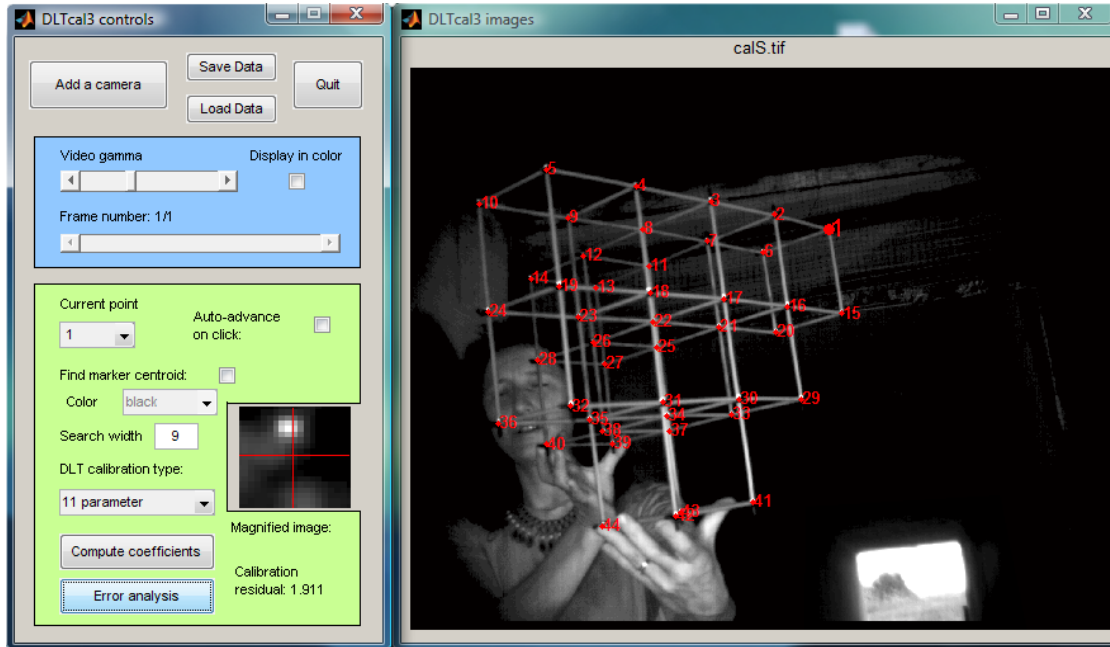 DLTcal3 controls
Add a camera
Save Data
Load Data
Quit
Video gamma
Display in color
Frame number: 1/1
Current point
1
Auto-advance
on click:
Find marker centroid:
Color
black
Search width
9
DLT calibration type:
11 parameter
Magnified image:
Compute coefficients
Error analysis
Calibration
residual: 1.911
DLTcal3 images
calS.tif
5
4
10
3
9
2
8
1
7
6
12
11
14
19
13
18
17
16
24
23
22
21
20
15
26
25
28
27
32
31
30
29
36
35
34
33
38
37
40
39
41
44